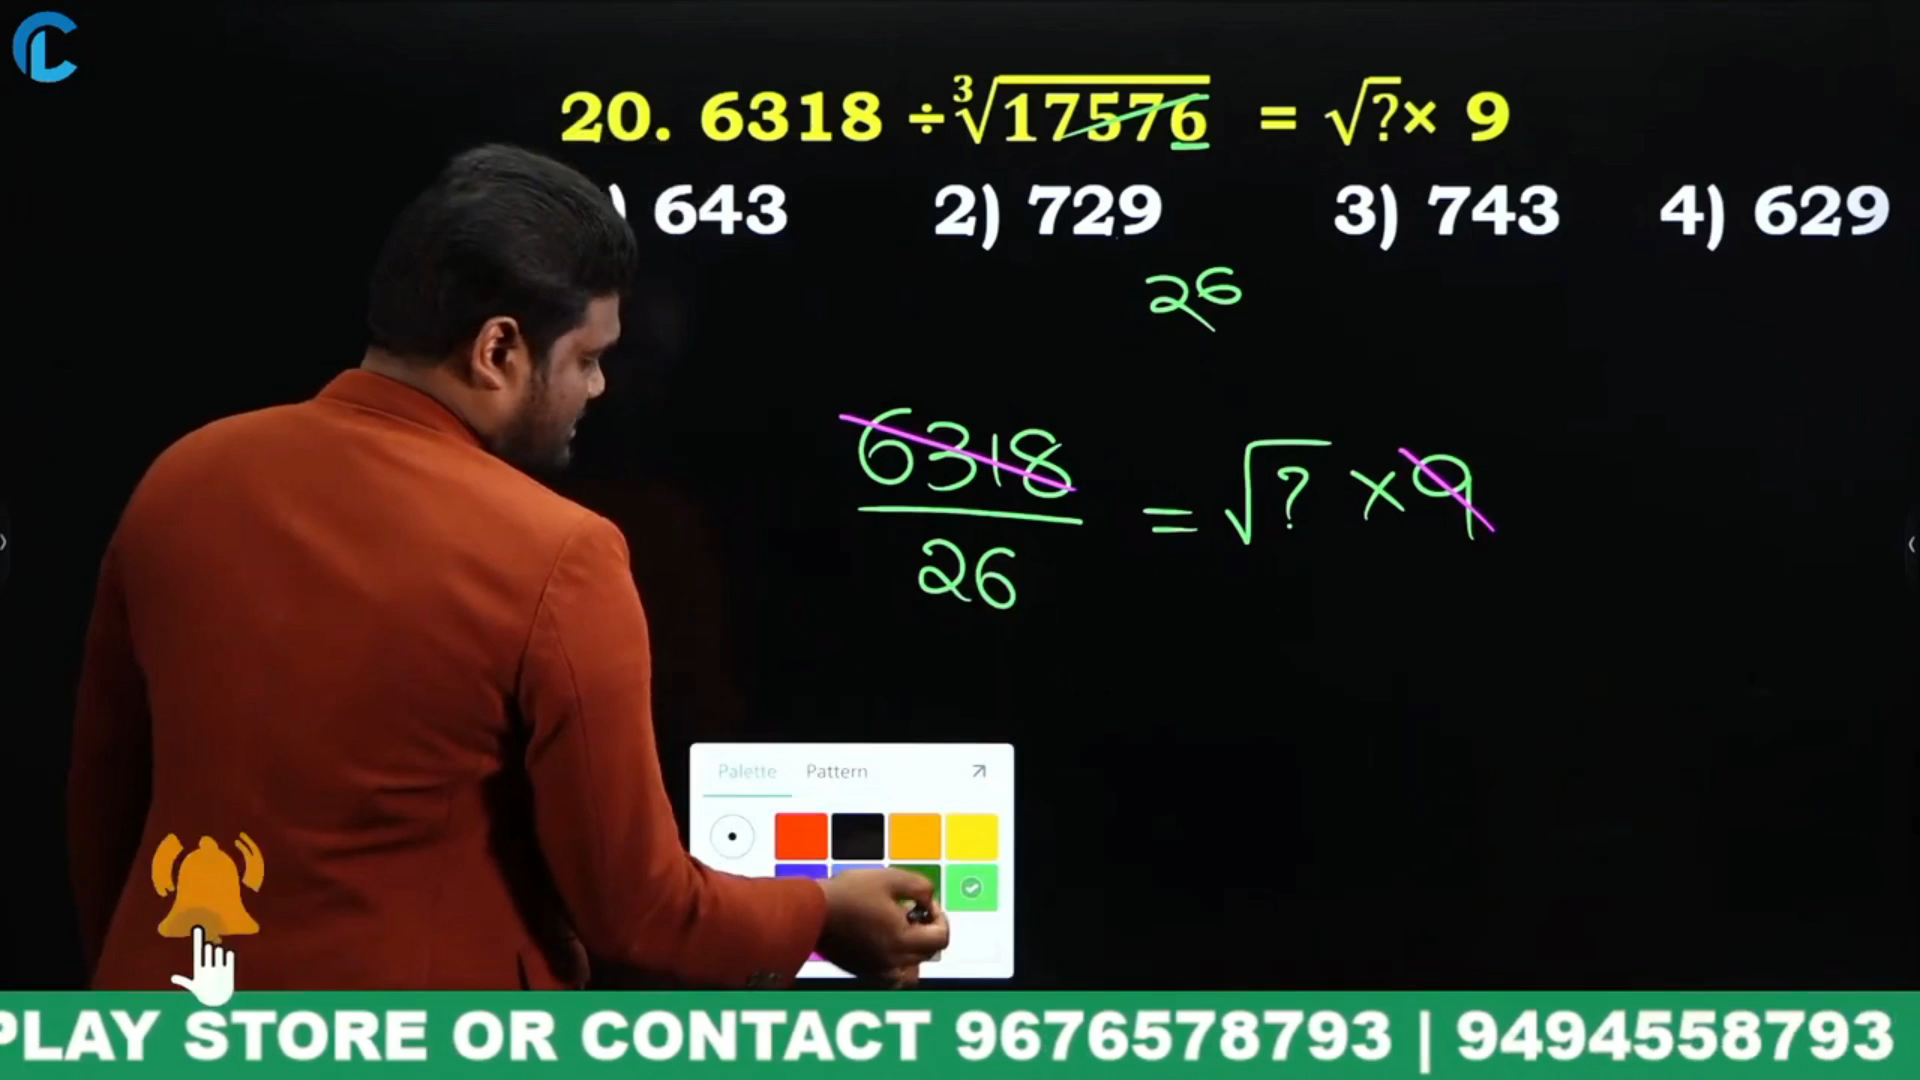 20. 6318 ÷ ∛17576 = √? × 9
) 643 2) 729 3) 743 4) 629
26
6318
26
= √? × 9
Palette Pattern
PLAY STORE OR CONTACT 9676578793 | 9494558793